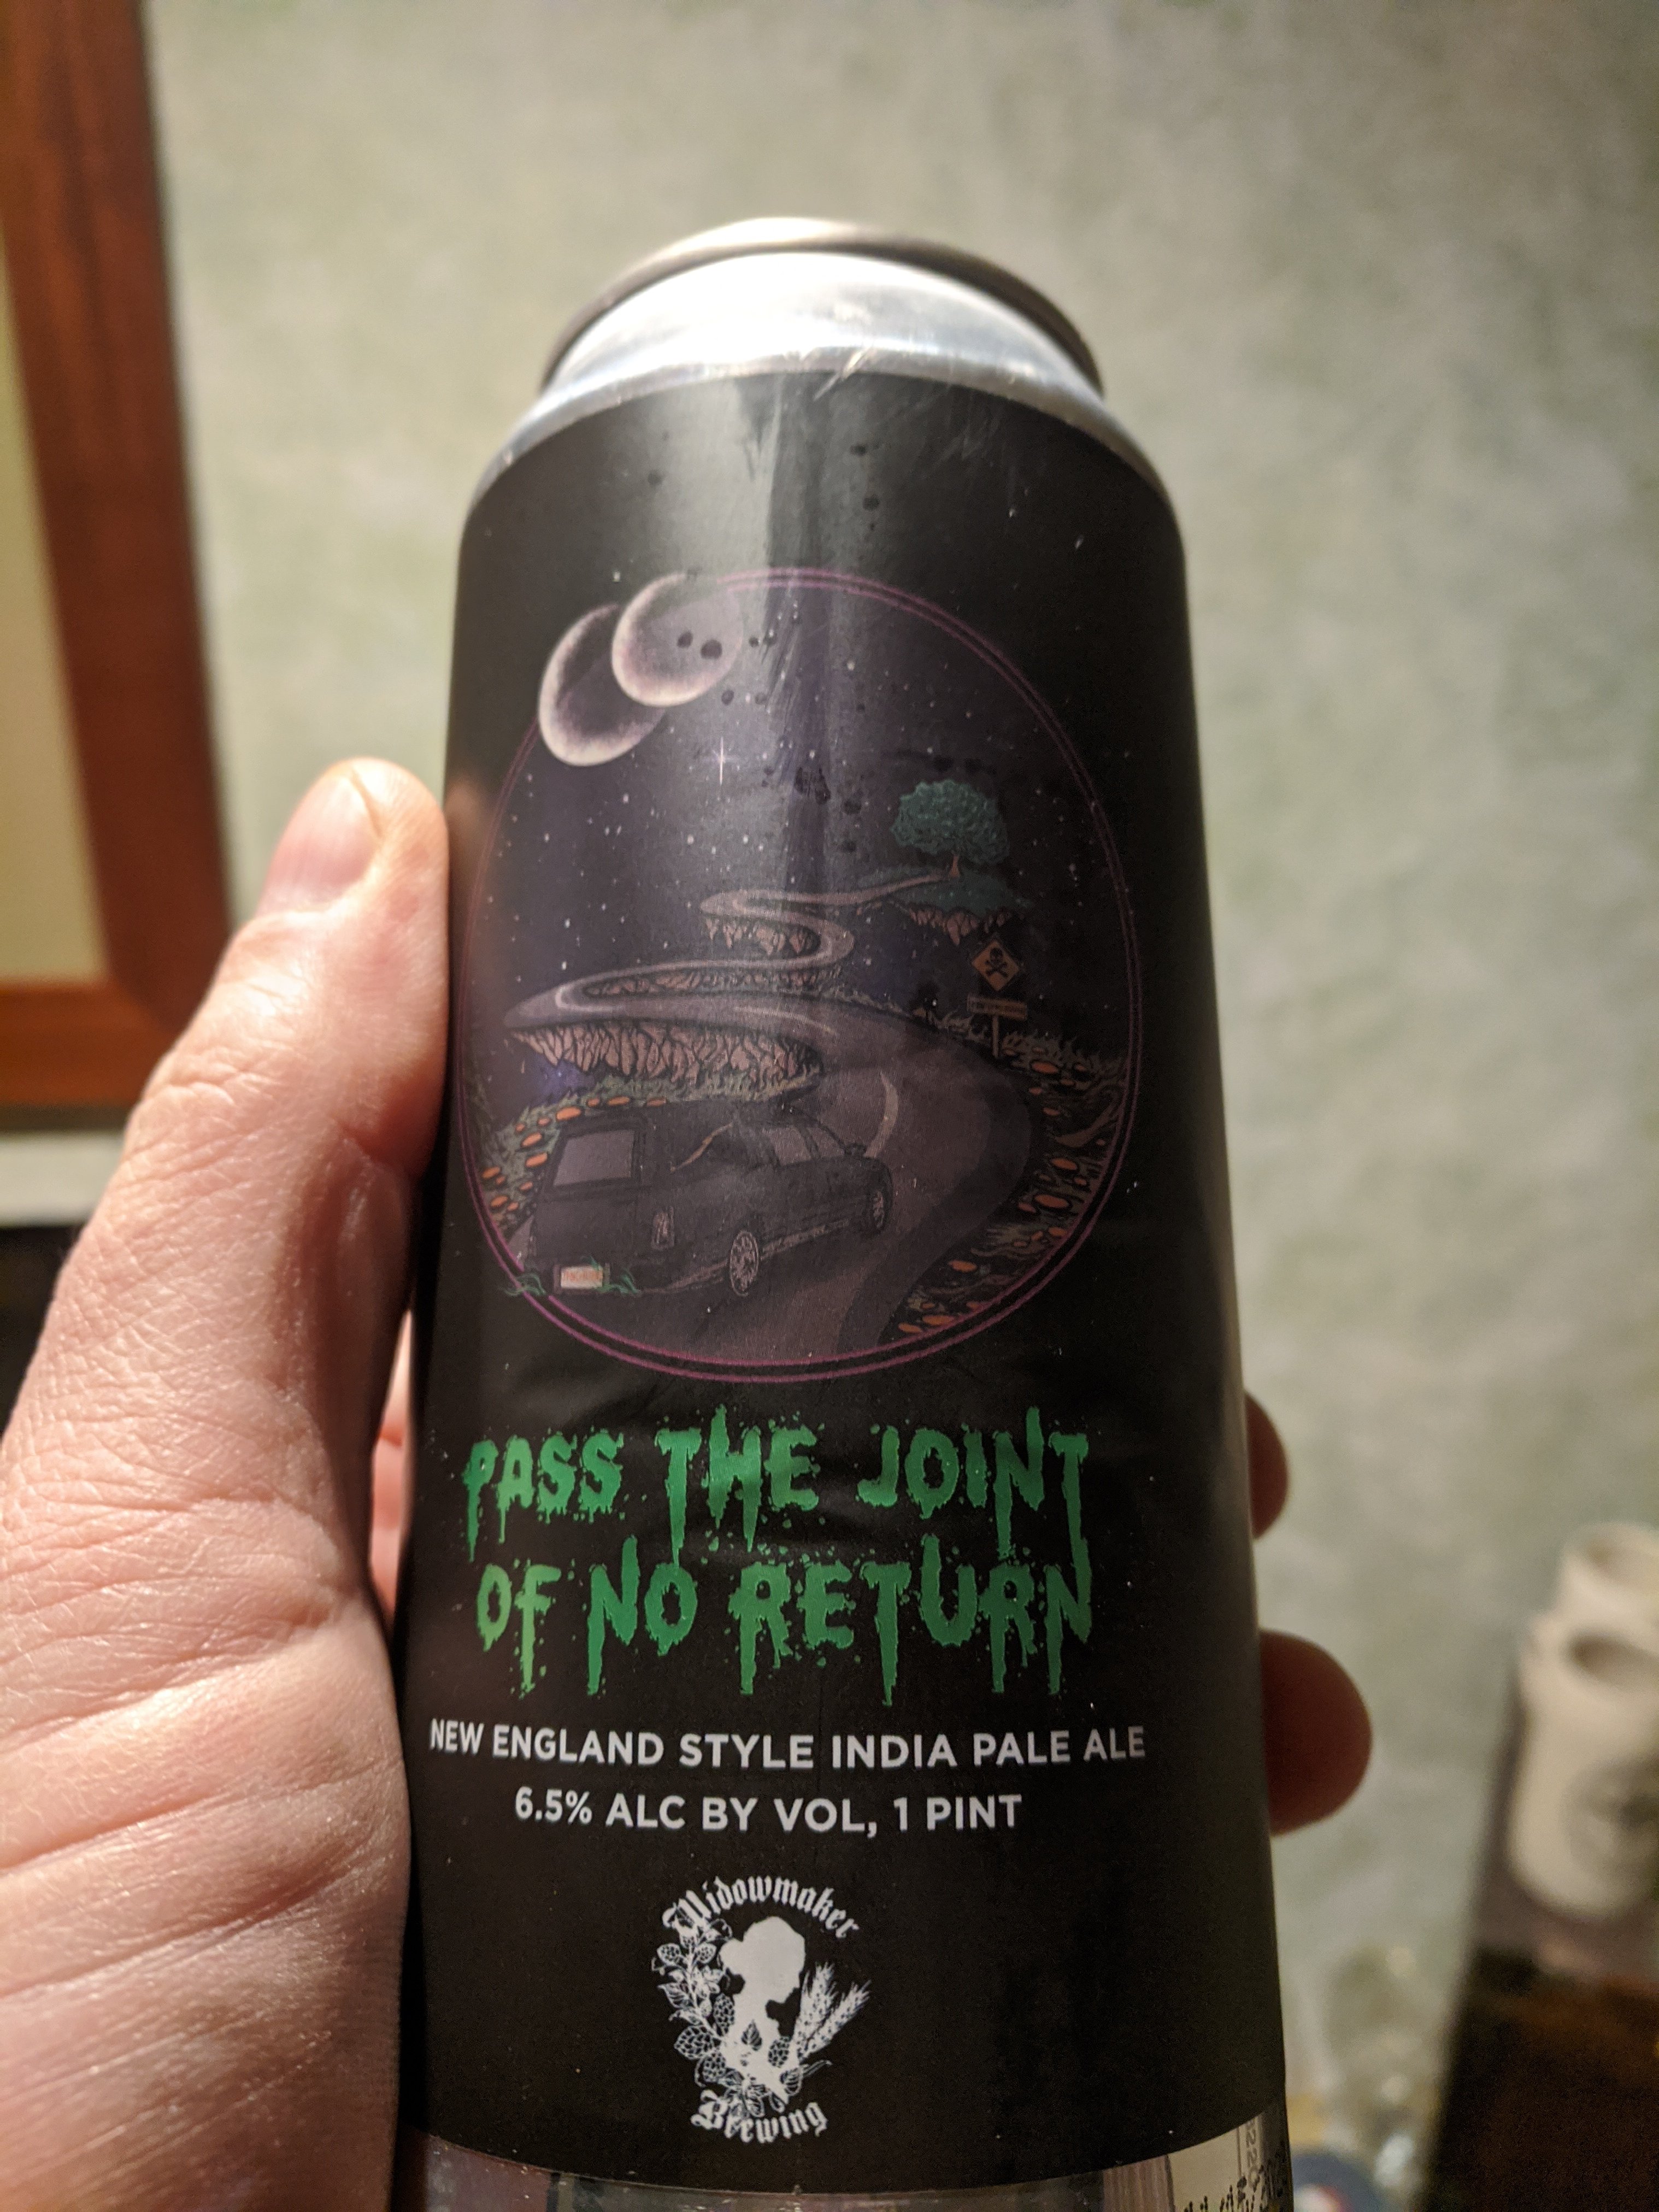 PASS THE JOINT
OF NO RETURN
NEW ENGLAND STYLE INDIA PALE ALE
6.5% ALC BY VOL, 1 PINT
Widowmaker
Brewing